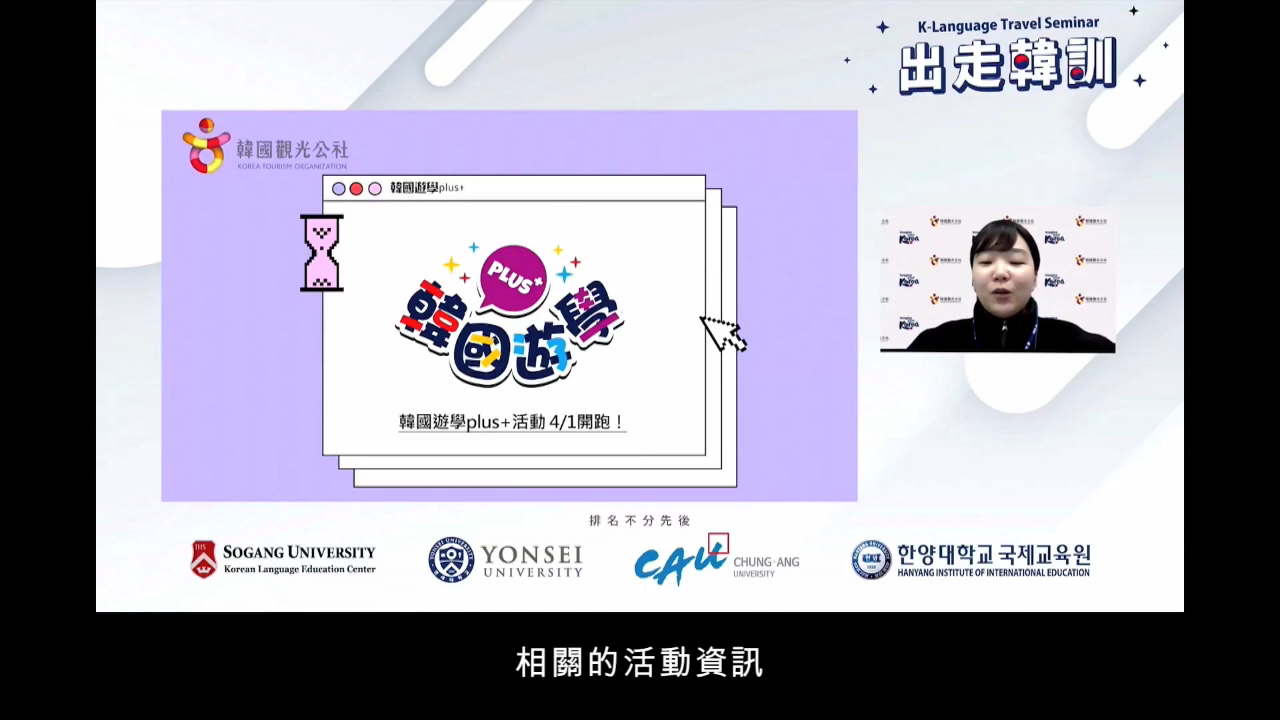 K-Language Travel Seminar
出走韓訓
韓國觀光公社
KOREA TOURISM ORGANIZATION
韓國遊學plus+
PLUS+
韓國遊學
韓國遊學plus+活動 4/1開跑！
排名不分先後
IHS
SOGANG UNIVERSITY
Korean Language Education Center
YONSEI
UNIVERSITY
CAU
CHUNG-ANG
UNIVERSITY
한양대학교 국제교육원
HANYANG INSTITUTE OF INTERNATIONAL EDUCATION
相關的活動資訊